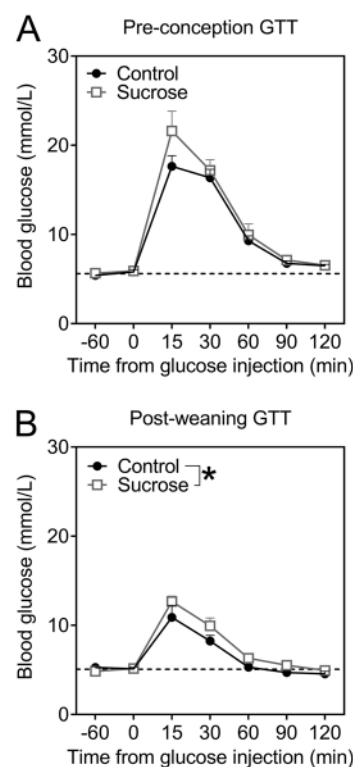 A Pre-conception GTT
30
Control
Sucrose
20
10
0
Blood glucose (mmol/L)
-60 0 15 30 60 90 120
Time from glucose injection (min)
B Post-weaning GTT
30
Control
Sucrose
*
20
10
0
Blood glucose (mmol/L)
-60 0 15 30 60 90 120
Time from glucose injection (min)